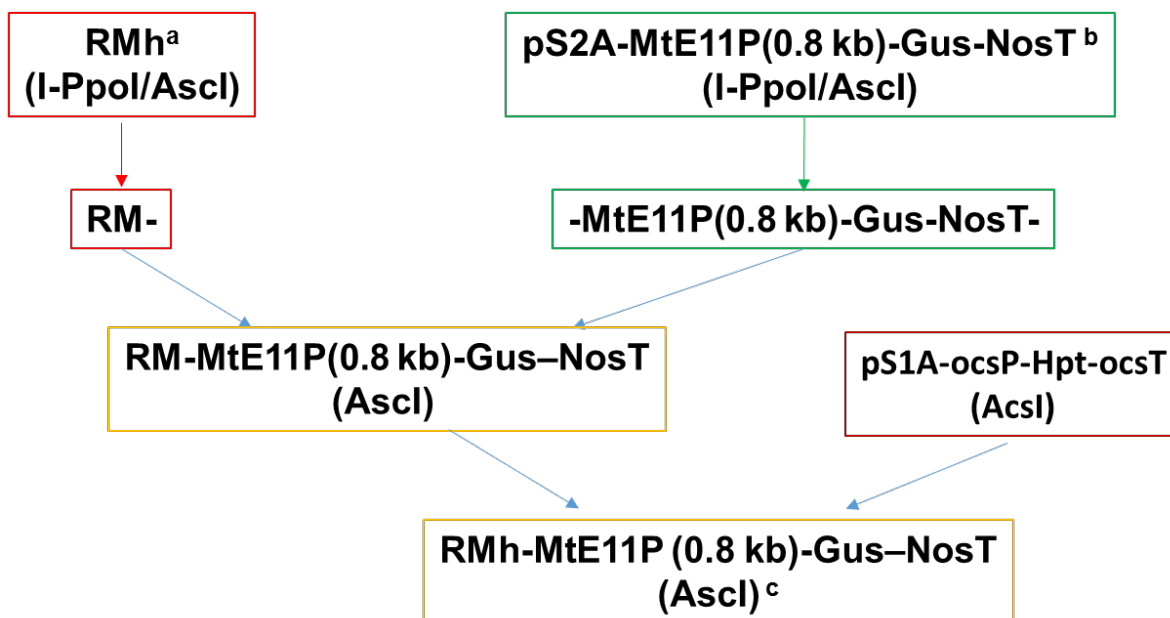 RMhᵃ
(I-PpoI/AscI)
pS2A-MtE11P(0.8 kb)-Gus-NosT ᵇ
(I-PpoI/AscI)
RM-
-MtE11P(0.8 kb)-Gus-NosT-
RM-MtE11P(0.8 kb)-Gus–NosT
(AscI)
pS1A-ocsP-Hpt-ocsT
(AcsI)
RMh-MtE11P (0.8 kb)-Gus–NosT
(AscI) ᶜ